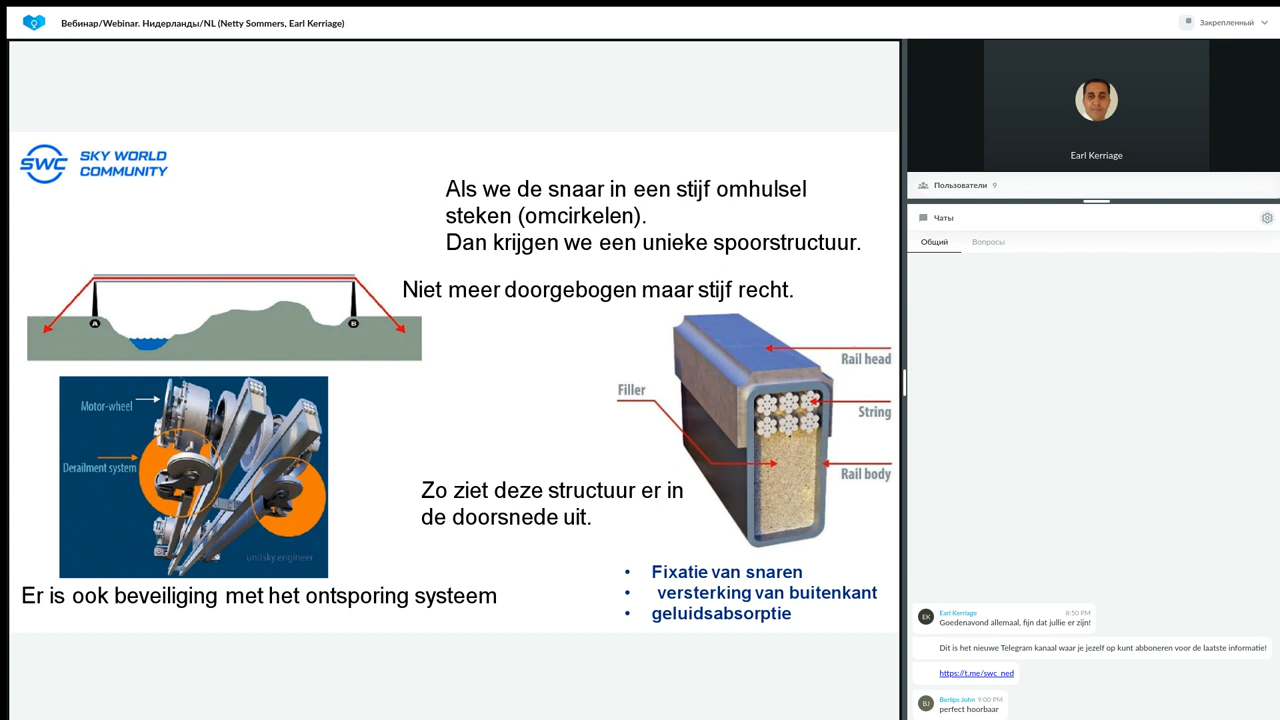 Вебинар/Webinar. Нидерланды/NL (Netty Sommers, Earl Kerriage)
Закрепленный
SWC SKY WORLD
COMMUNITY
Als we de snaar in een stijf omhulsel
steken (omcirkelen).
Dan krijgen we een unieke spoorstructuur.
Niet meer doorgebogen maar stijf recht.
A
B
Motor-wheel
Derailment system
unitsky engineer
Filler
Rail head
String
Rail body
Zo ziet deze structuur er in
de doorsnede uit.
Er is ook beveiliging met het ontsporing systeem
• Fixatie van snaren
• versterking van buitenkant
• geluidsabsorptie
Earl Kerriage
Пользователи 9
Чаты
Общий Вопросы
EK
Earl Kerriage 8:50 PM
Goedenavond allemaal, fijn dat jullie er zijn!
Dit is het nieuwe Telegram kanaal waar je jezelf op kunt abboneren voor de laatste informatie!
https://t.me/swc_ned
BJ
Berlips John 9:00 PM
perfect hoorbaar